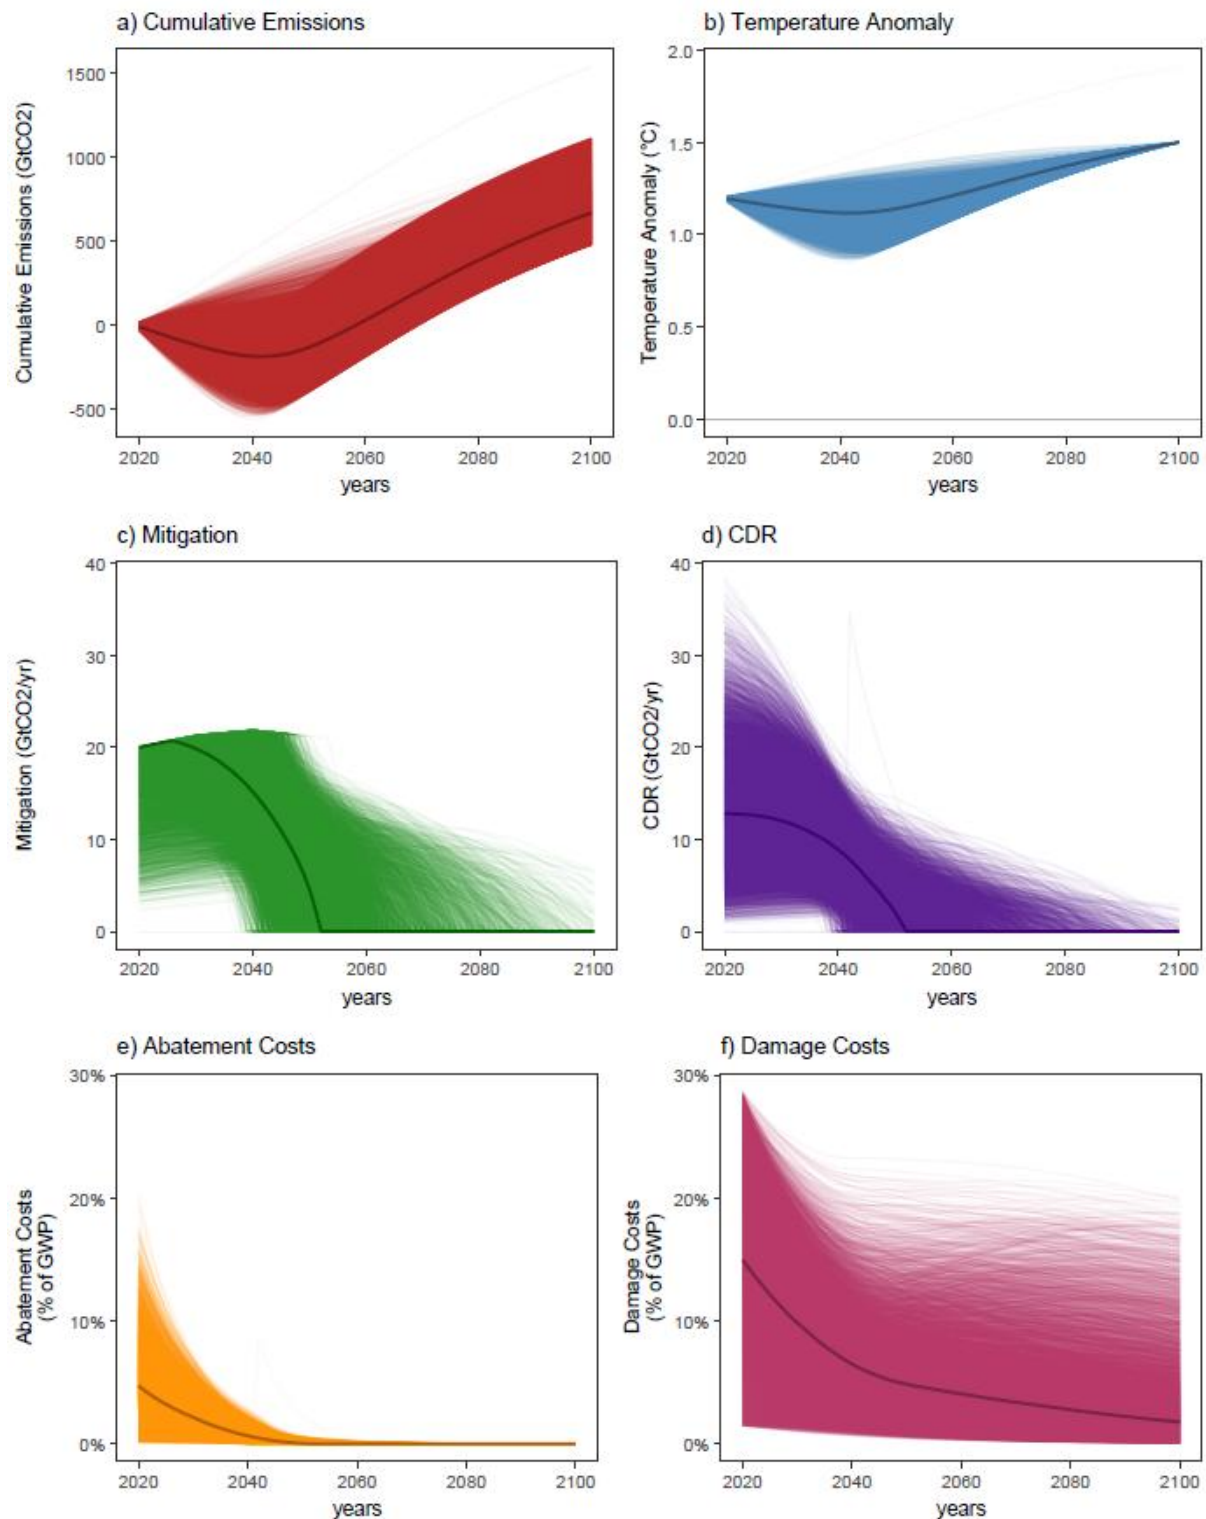 a) Cumulative Emissions
Cumulative Emissions (GtCO2)
1500
1000
500
0
-500
2020 2040 2060 2080 2100
years
b) Temperature Anomaly
Temperature Anomaly (°C)
2.0
1.5
1.0
0.5
0.0
2020 2040 2060 2080 2100
years
c) Mitigation
Mitigation (GtCO2/yr)
40
30
20
10
0
2020 2040 2060 2080 2100
years
d) CDR
CDR (GtCO2/yr)
40
30
20
10
0
2020 2040 2060 2080 2100
years
e) Abatement Costs
Abatement Costs
(% of GWP)
30%
20%
10%
0%
2020 2040 2060 2080 2100
years
f) Damage Costs
Damage Costs
(% of GWP)
30%
20%
10%
0%
2020 2040 2060 2080 2100
years